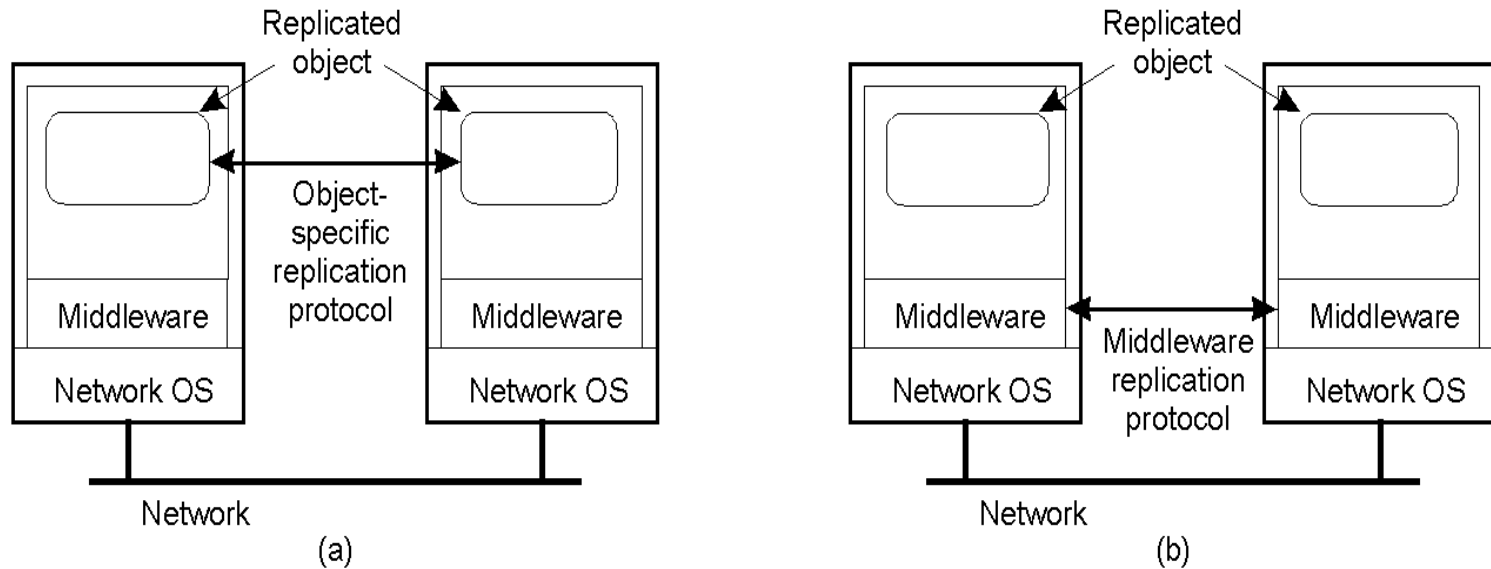 Replicated
object
Object-
specific
replication
protocol
Middleware
Middleware
Network OS
Network OS
Network
(a)
Replicated
object
Middleware
Middleware
Middleware
replication
protocol
Network OS
Network OS
Network
(b)